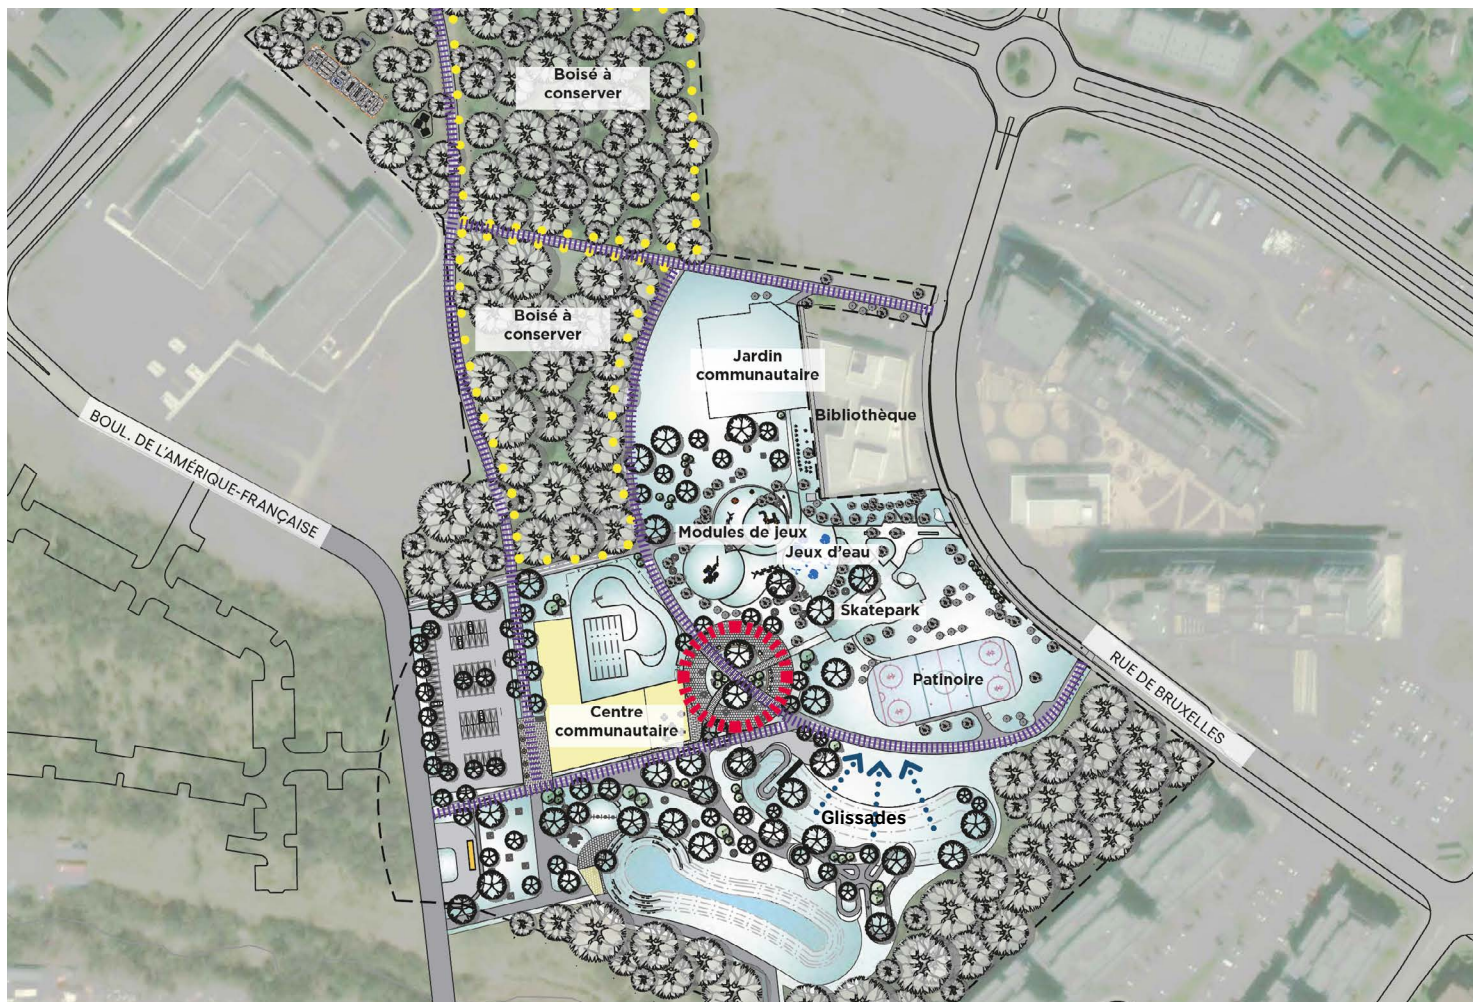 Boisé à
conserver
Boisé à
conserver
Jardin
communautaire
Bibliothèque
BOUL. DE L'AMÉRIQUE-FRANÇAISE
Modules de jeux
Jeux d'eau
Skatepark
Patinoire
RUE DE BRUXELLES
Centre
communautaire
Glissades